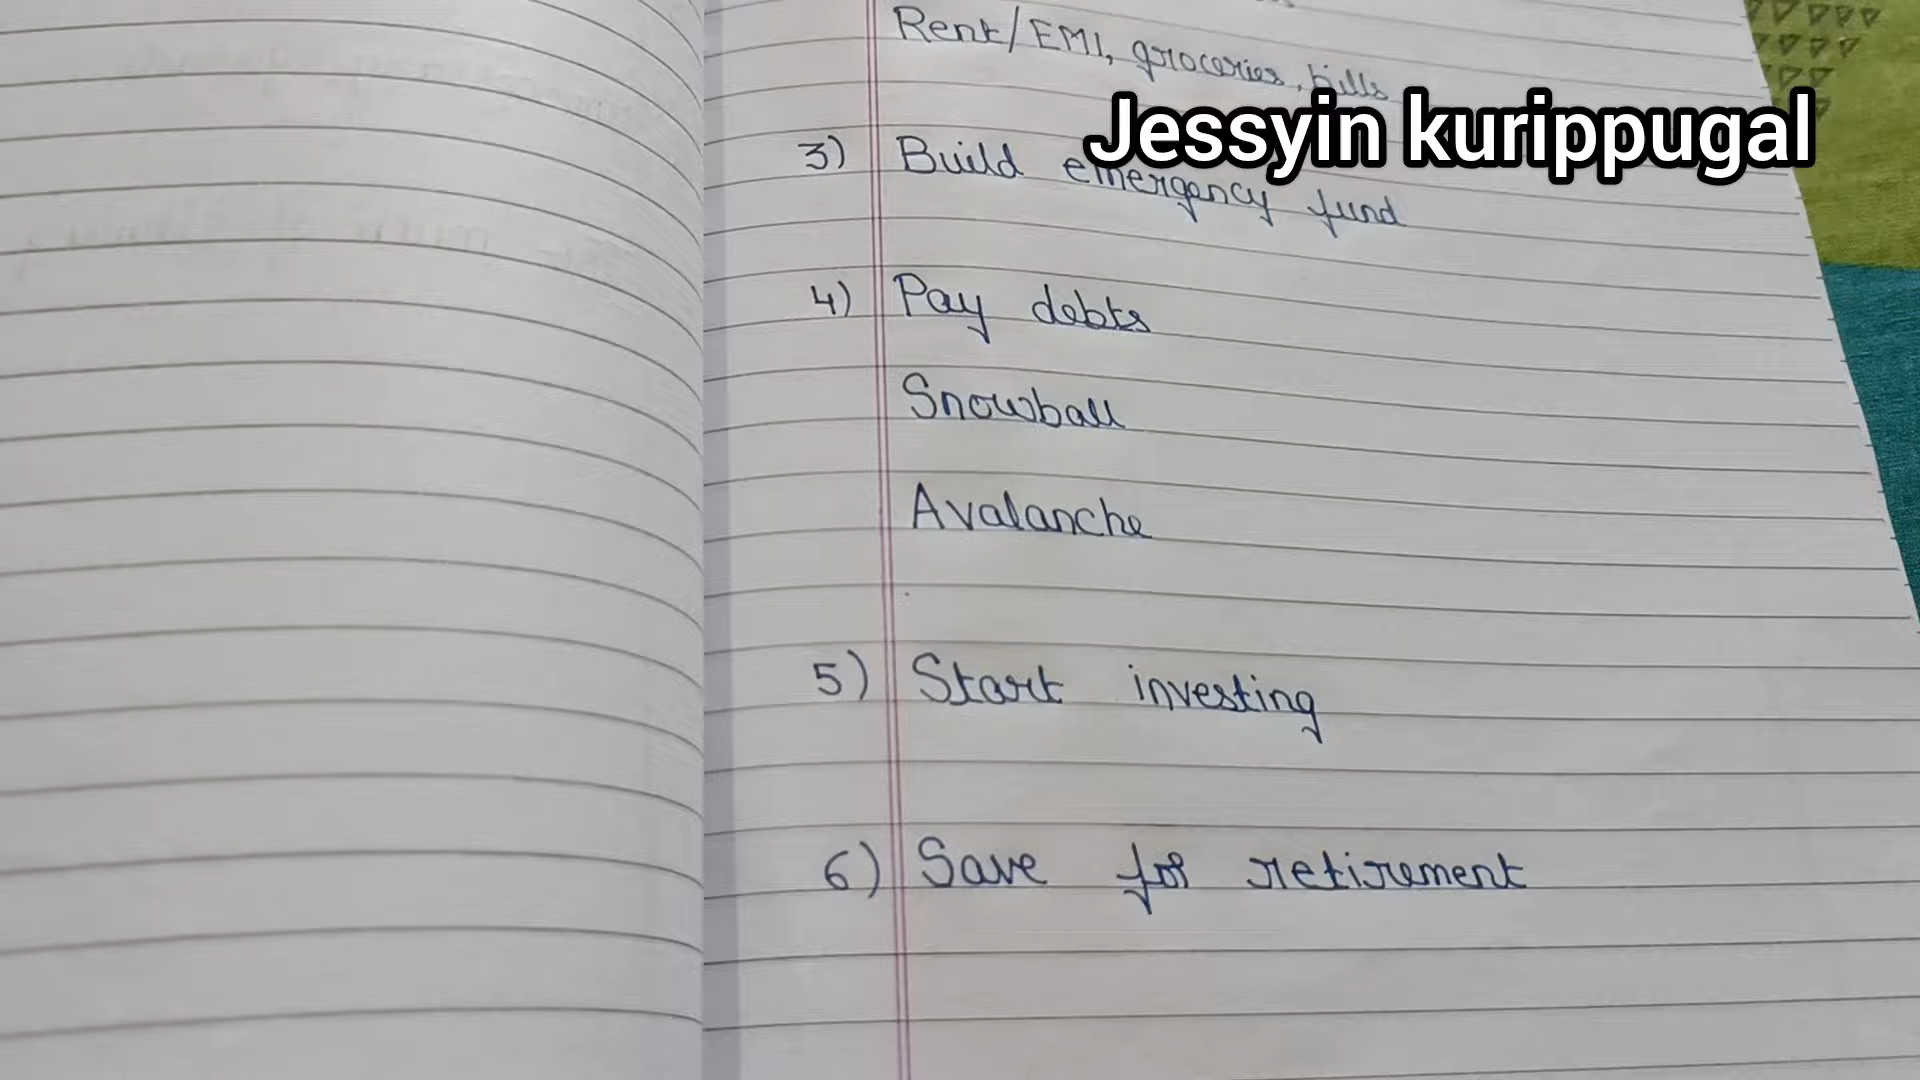 Rent/EMI, groceries, bills
Jessyin kurippugal
3) Build emergency fund
4) Pay debts
Snowball
Avalanche
5) Start investing
6) Save for retirement